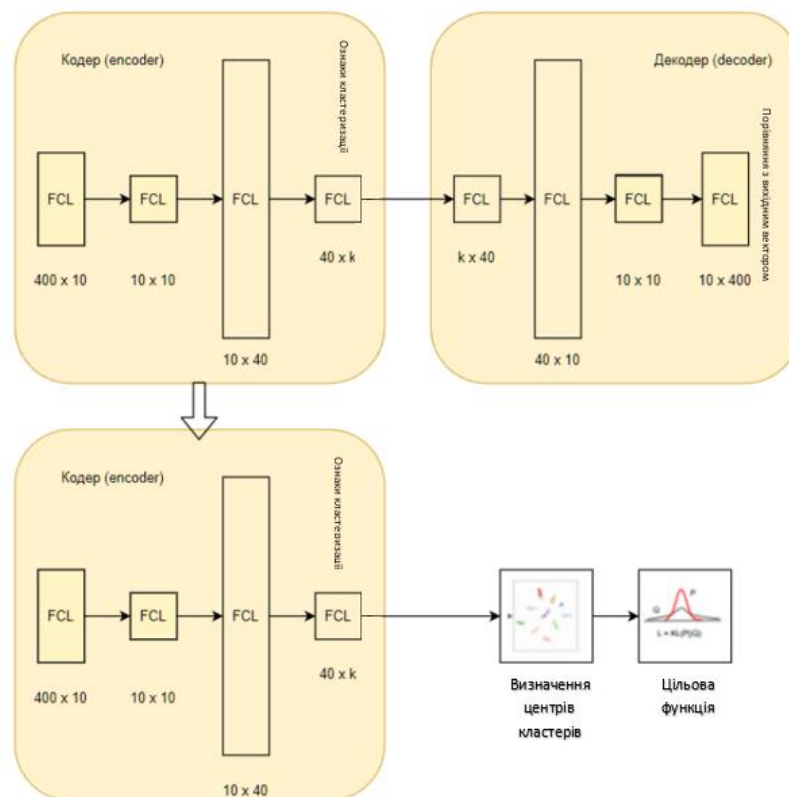 Кодер (encoder)
Ознаки кластеризації
FCL
FCL
FCL
FCL
400 x 10
10 x 10
10 x 40
40 x k
Декодер (decoder)
Порівняння з вихідним вектором
FCL
FCL
FCL
FCL
k x 40
40 x 10
10 x 10
10 x 400
Кодер (encoder)
Ознаки кластеризації
FCL
FCL
FCL
FCL
400 x 10
10 x 10
10 x 40
40 x k
Визначення
центрів
кластерів
P
Q
L = KL(P||Q)
Цільова
функція